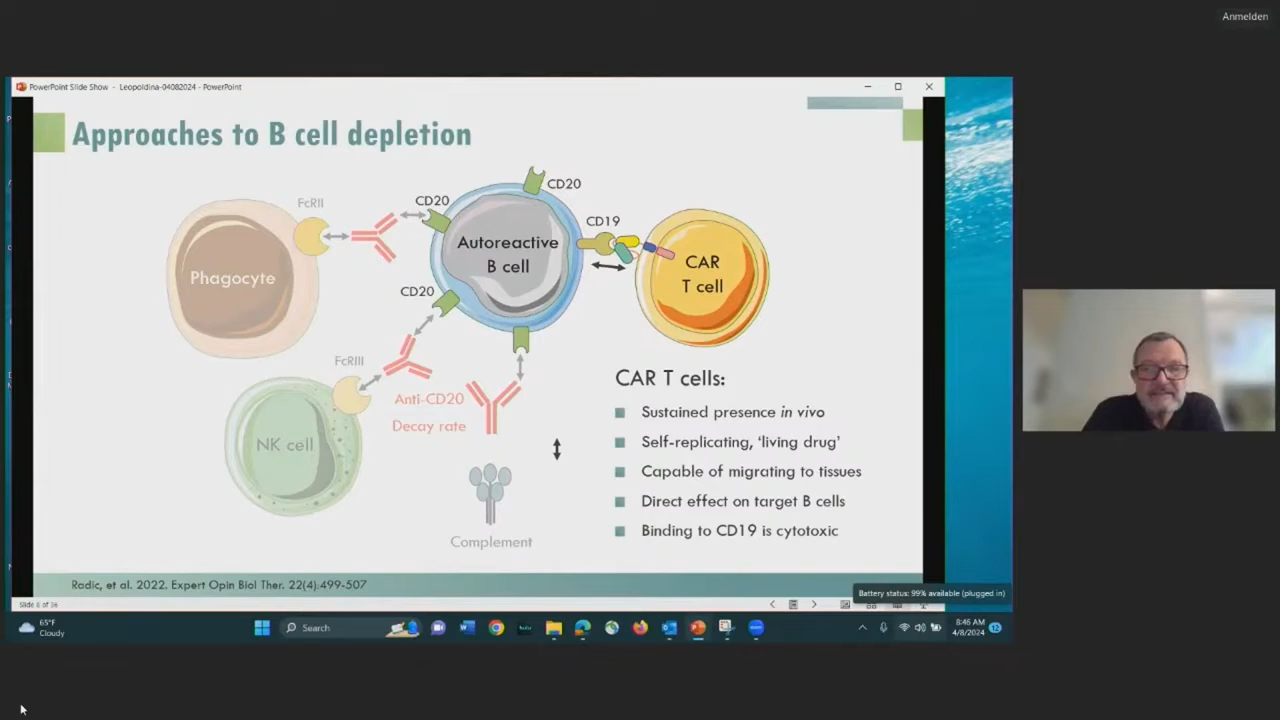 Anmelden
PowerPoint Slide Show - Leopoldina-04082024 - PowerPoint
Approaches to B cell depletion
FcRII
CD20
CD20
CD19
Phagocyte
Autoreactive
B cell
CAR
T cell
CD20
FcRIII
Anti-CD20
Decay rate
NK cell
Complement
CAR T cells:
Sustained presence in vivo
Self-replicating, ‘living drug’
Capable of migrating to tissues
Direct effect on target B cells
Binding to CD19 is cytotoxic
Radic, et al. 2022. Expert Opin Biol Ther. 22(4):499-507
Battery status: 99% available (plugged in)
65°F
Cloudy
Search
8:46 AM
4/8/2024
12